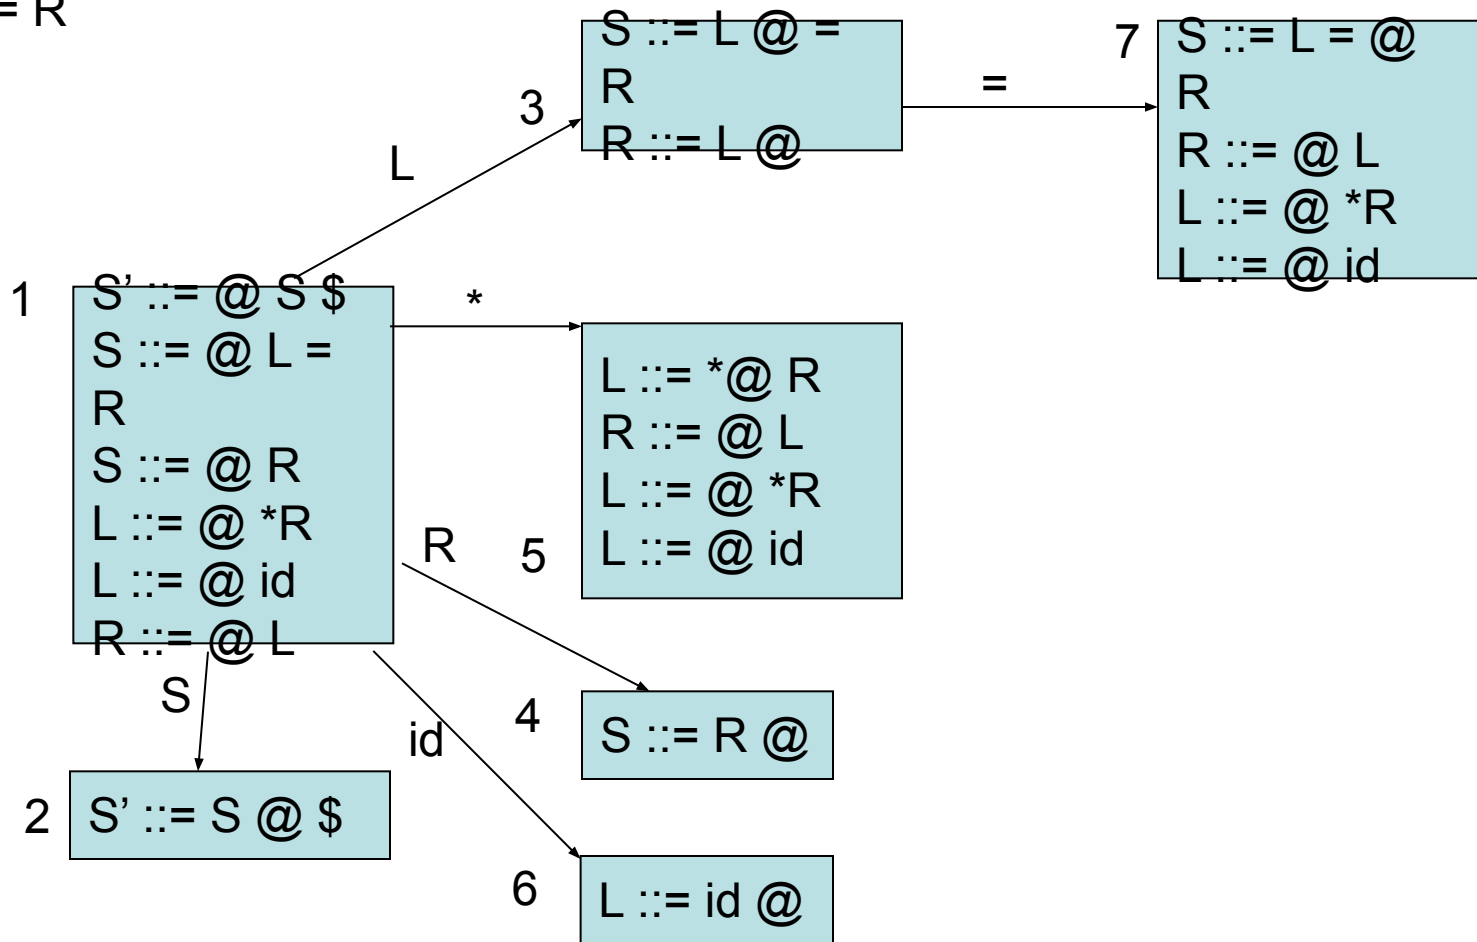 = R
S ::= L @ =
R
R ::= L @
7
S ::= L = @
R
R ::= @ L
L ::= @ *R
L ::= @ id
=
3
L
1
S’ ::= @ S $
S ::= @ L =
R
S ::= @ R
L ::= @ *R
L ::= @ id
R ::= @ L
*
L ::= *@ R
R ::= @ L
L ::= @ *R
L ::= @ id
5
R
S
id
4
S ::= R @
2
S’ ::= S @ $
6
L ::= id @